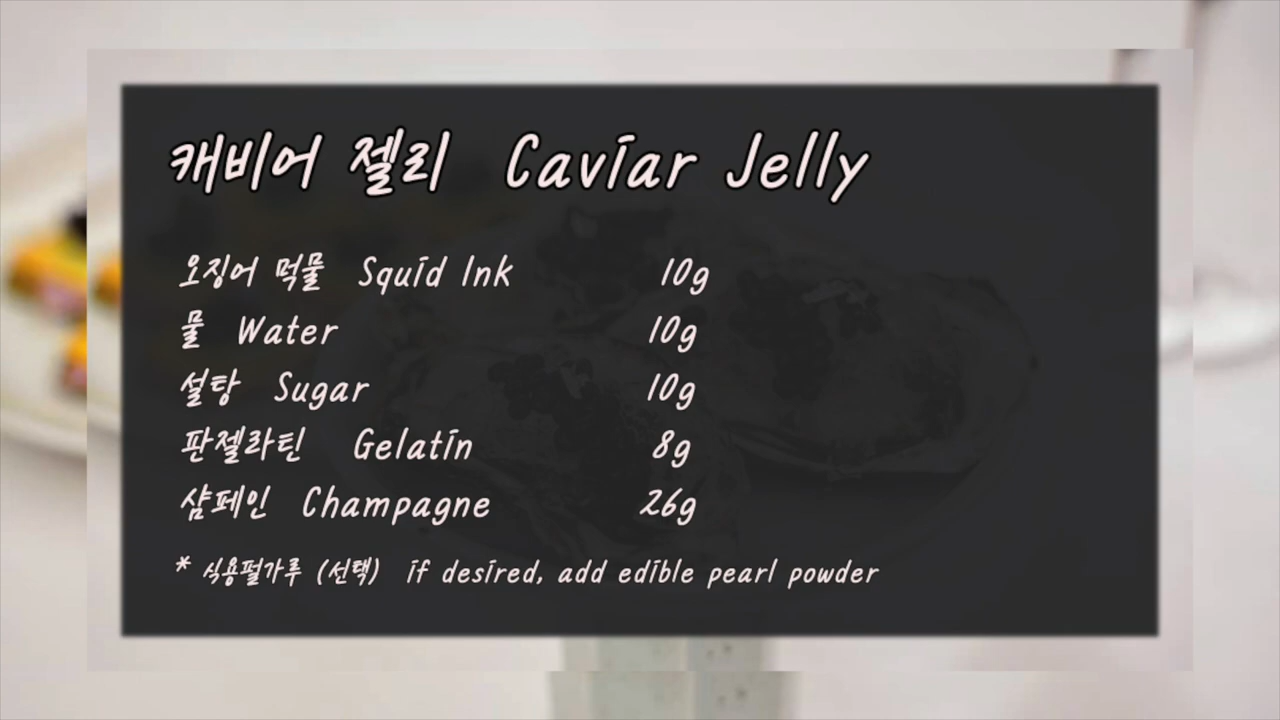 캐비어 젤리 Caviar Jelly
오징어 먹물 Squid Ink 10g
물 Water 10g
설탕 Sugar 10g
판젤라틴 Gelatin 8g
샴페인 Champagne 26g
* 식용펄가루 (선택) if desired, add edible pearl powder